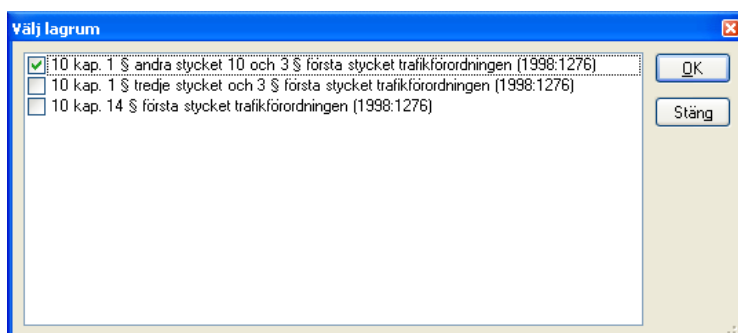 Välj lagrum
10 kap. 1 § andra stycket 10 och 3 § första stycket trafikförordningen (1998:1276)
10 kap. 1 § tredje stycket och 3 § första stycket trafikförordningen (1998:1276)
10 kap. 14 § första stycket trafikförordningen (1998:1276)
OK
Stäng